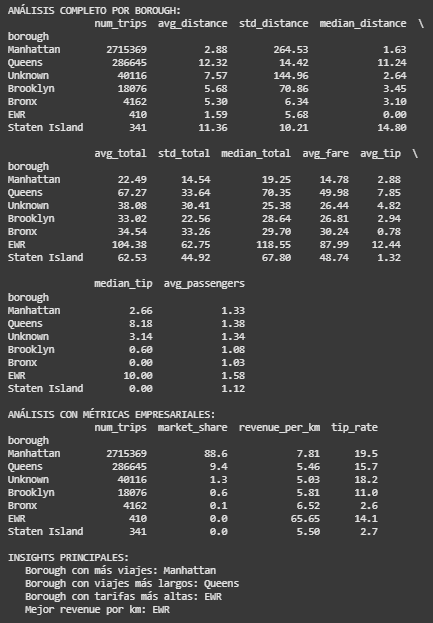 ANÁLISIS COMPLETO POR BOROUGH:
               num_trips  avg_distance  std_distance  median_distance  \
borough
Manhattan        2715369          2.88        264.53             1.63
Queens            286645         12.32         14.42            11.24
Unknown            40116          7.57        144.96             2.64
Brooklyn           18076          5.68         70.86             3.45
Bronx               4162          5.30          6.34             3.10
EWR                  410          1.59          5.68             0.00
Staten Island        341         11.36         10.21            14.80
               avg_total  std_total  median_total  avg_fare  avg_tip  \
borough
Manhattan          22.49      14.54         19.25     14.78     2.88
Queens             67.27      33.64         70.35     49.98     7.85
Unknown            38.08      30.41         25.38     26.44     4.82
Brooklyn           33.02      22.56         28.64     26.81     2.94
Bronx              34.54      33.26         29.70     30.24     0.78
EWR               104.38      62.75        118.55     87.99    12.44
Staten Island      62.53      44.92         67.80     48.74     1.32
               median_tip  avg_passengers
borough
Manhattan            2.66            1.33
Queens               8.18            1.38
Unknown              3.14            1.34
Brooklyn             0.60            1.08
Bronx                0.00            1.03
EWR                 10.00            1.58
Staten Island        0.00            1.12
ANÁLISIS CON MÉTRICAS EMPRESARIALES:
               num_trips  market_share  revenue_per_km  tip_rate
borough
Manhattan        2715369          88.6            7.81      19.5
Queens            286645           9.4            5.46      15.7
Unknown            40116           1.3            5.03      18.2
Brooklyn           18076           0.6            5.81      11.0
Bronx               4162           0.1            6.52       2.6
EWR                  410           0.0           65.65      14.1
Staten Island        341           0.0            5.50       2.7
INSIGHTS PRINCIPALES:
   Borough con más viajes: Manhattan
   Borough con viajes más largos: Queens
   Borough con tarifas más altas: EWR
   Mejor revenue por km: EWR